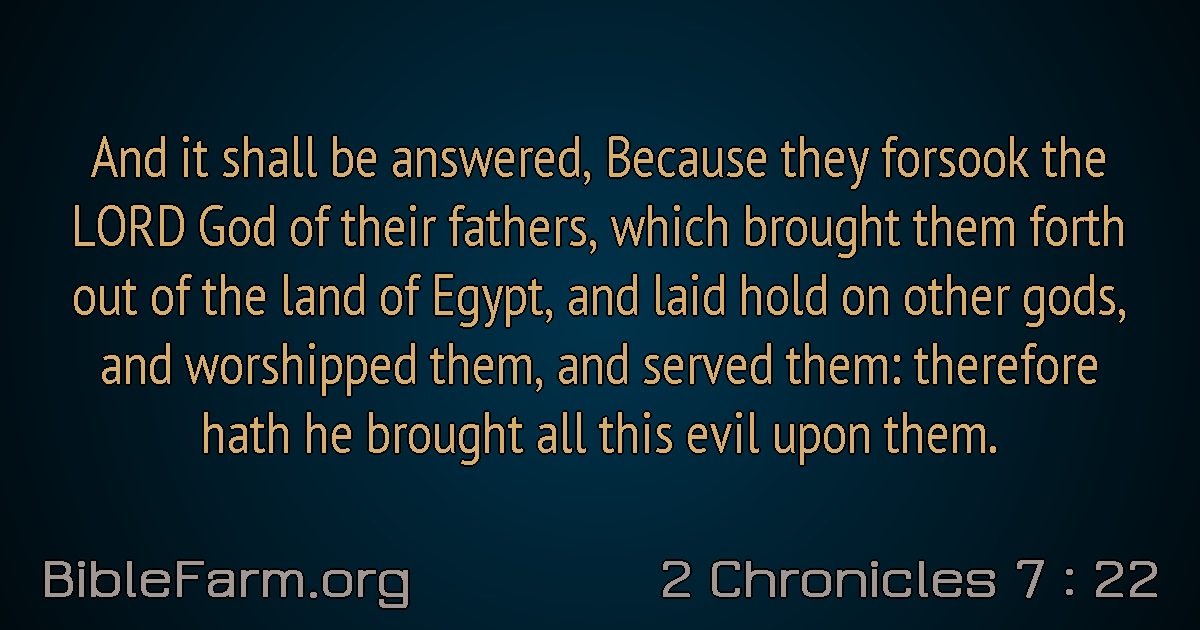 And it shall be answered, Because they forsook the
LORD God of their fathers, which brought them forth
out of the land of Egypt, and laid hold on other gods,
and worshipped them, and served them: therefore
hath he brought all this evil upon them.
BibleFarm.org
2 Chronicles 7 : 22